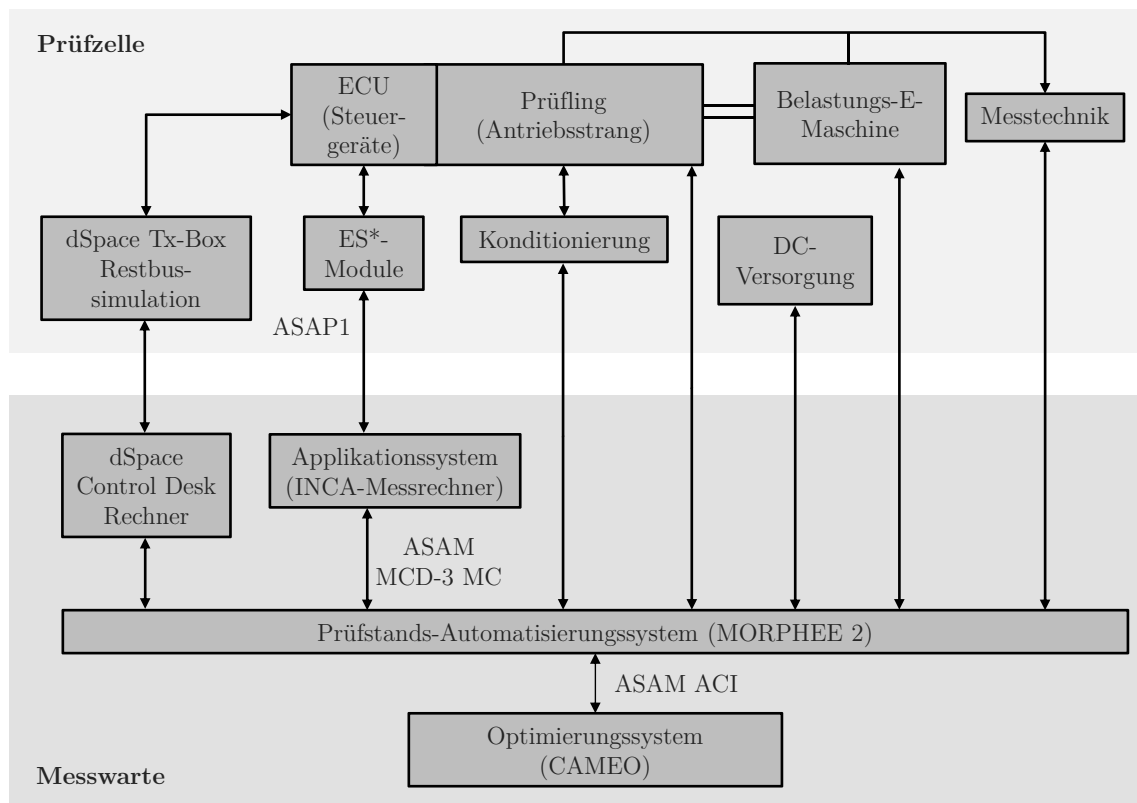 Prüfzelle
ECU
(Steuer-
geräte)
Prüfling
(Antriebsstrang)
Belastungs-E-
Maschine
Messtechnik
dSpace Tx-Box
Restbus-
simulation
ES*-
Module
Konditionierung
DC-
Versorgung
ASAP1
dSpace
Control Desk
Rechner
Applikationssystem
(INCA-Messrechner)
ASAM
MCD-3 MC
Prüfstands-Automatisierungssystem (MORPHEE 2)
ASAM ACI
Optimierungssystem
(CAMEO)
Messwarte